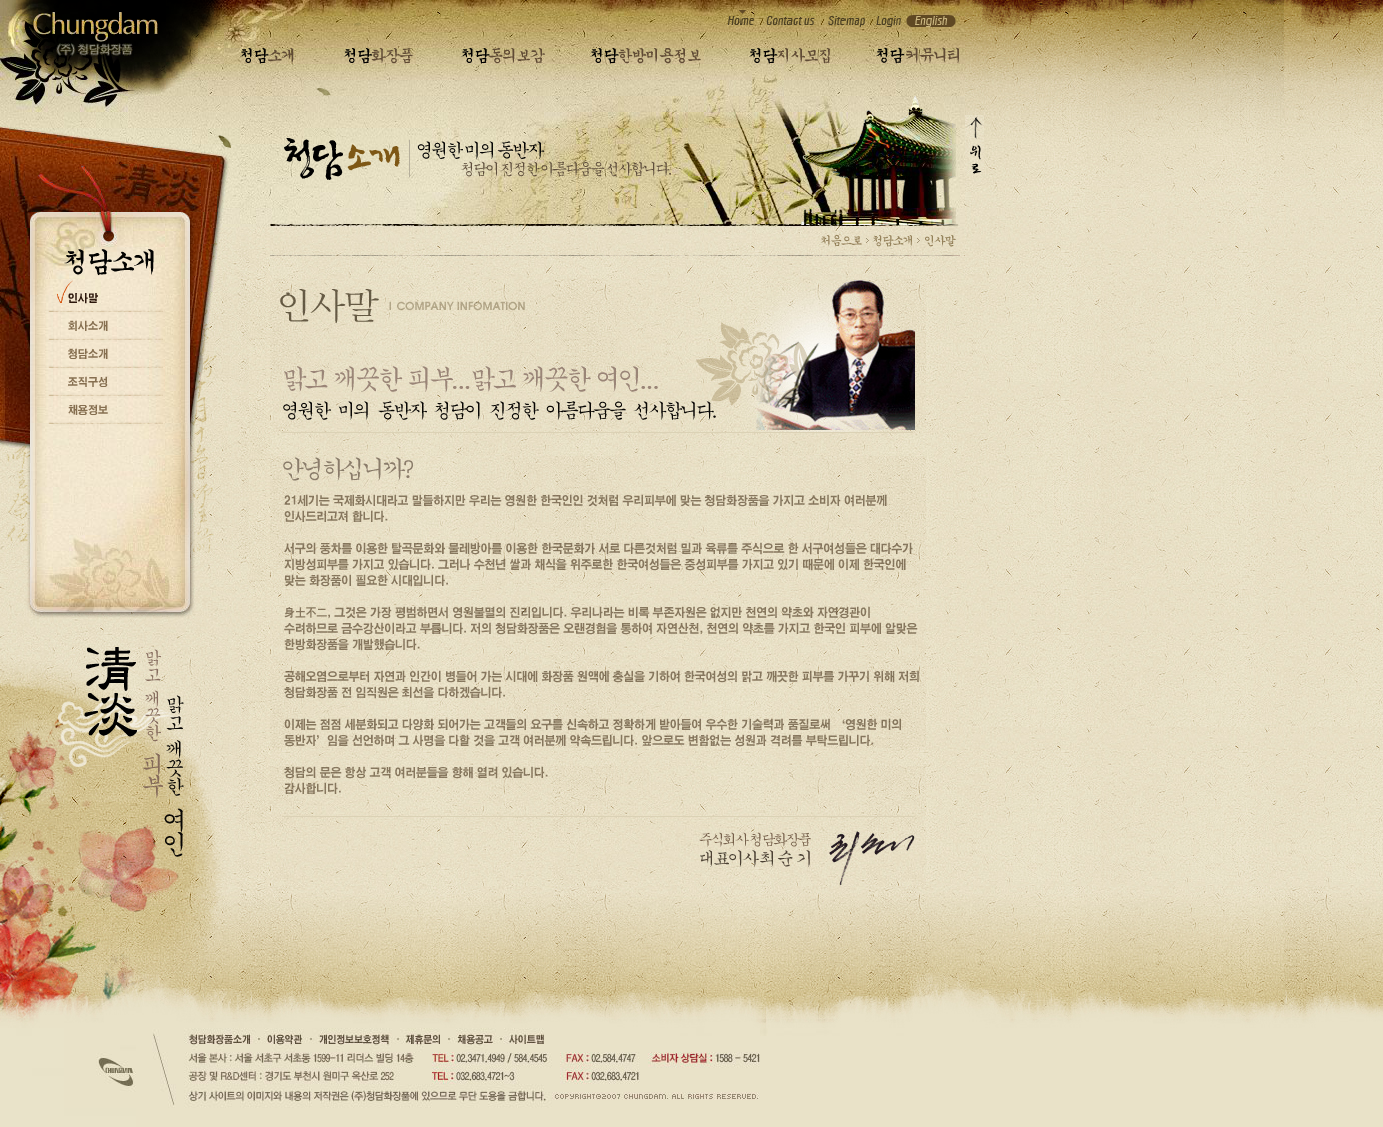 Chungdam
(주) 청담화장품
Home / Contact us / Sitemap / Login English
청담소개 청담화장품 청담동의보감 청담한방미용정보 청담지사모집 청담커뮤니티
청담소개
영원한 미의 동반자
청담이 진정한 아름다움을 선사합니다.
위로
처음으로 > 청담소개 > 인사말
清淡
청담소개
인사말
회사소개
청담소개
조직구성
채용정보
清淡
맑고 깨끗한 피부
맑고 깨끗한 여인
인사말 | COMPANY INFOMATION
맑고 깨끗한 피부...맑고 깨끗한 여인...
영원한 미의 동반자 청담이 진정한 아름다움을 선사합니다.
안녕하십니까?
21세기는 국제화시대라고 말들하지만 우리는 영원한 한국인인 것처럼 우리피부에 맞는 청담화장품을 가지고 소비자 여러분께
인사드리고져 합니다.
서구의 풍차를 이용한 탈곡문화와 물레방아를 이용한 한국문화가 서로 다른것처럼 밀과 육류를 주식으로 한 서구여성들은 대다수가
지방성피부를 가지고 있습니다. 그러나 수천년 쌀과 채식을 위주로한 한국여성들은 중성피부를 가지고 있기 때문에 이제 한국인에
맞는 화장품이 필요한 시대입니다.
身土不二, 그것은 가장 평범하면서 영원불멸의 진리입니다. 우리나라는 비록 부존자원은 없지만 천연의 약초와 자연경관이
수려하므로 금수강산이라고 부릅니다. 저의 청담화장품은 오랜경험을 통하여 자연산천, 천연의 약초를 가지고 한국인 피부에 알맞은
한방화장품을 개발했습니다.
공해오염으로부터 자연과 인간이 병들어 가는 시대에 화장품 원액에 충실을 기하여 한국여성의 맑고 깨끗한 피부를 가꾸기 위해 저희
청담화장품 전 임직원은 최선을 다하겠습니다.
이제는 점점 세분화되고 다양화 되어가는 고객들의 요구를 신속하고 정확하게 받아들여 우수한 기술력과 품질로써 ‘영원한 미의
동반자’ 임을 선언하며 그 사명을 다할 것을 고객 여러분께 약속드립니다. 앞으로도 변함없는 성원과 격려를 부탁드립니다.
청담의 문은 항상 고객 여러분들을 향해 열려 있습니다.
감사합니다.
주식회사 청담화장품
대표이사 최 순 기
청담화장품소개 · 이용약관 · 개인정보보호정책 · 제휴문의 · 채용공고 · 사이트맵
서울 본사 : 서울 서초구 서초동 1599-11 리더스 빌딩 14층 TEL : 02.3471.4949 / 584.4545 FAX : 02.584.4747 소비자 상담실 : 1588 - 5421
공장 및 R&D센터 : 경기도 부천시 원미구 옥산로 252 TEL : 032.683.4721~3 FAX : 032.683.4721
상기 사이트의 이미지와 내용의 저작권은 (주)청담화장품에 있으므로 무단 도용을 금합니다. COPYRIGHT©2007 CHUNGDAM. ALL RIGHTS RESERVED.
CHUNGDAM